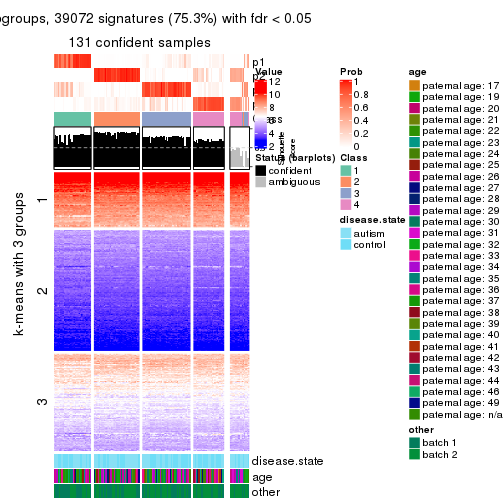 ogroups, 39072 signatures (75.3%) with fdr < 0.05
131 confident samples
k-means with 3 groups
1
2
3
p1
Value
12
10
8
6
4
2
Silhouette
score
Status (barplots)
confident
ambiguous
Prob
1
0.8
0.6
0.4
0.2
0
Class
1
2
3
4
disease.state
autism
control
age
paternal age: 17
paternal age: 19
paternal age: 20
paternal age: 21
paternal age: 22
paternal age: 23
paternal age: 24
paternal age: 25
paternal age: 26
paternal age: 27
paternal age: 28
paternal age: 29
paternal age: 30
paternal age: 31
paternal age: 32
paternal age: 33
paternal age: 34
paternal age: 35
paternal age: 36
paternal age: 37
paternal age: 38
paternal age: 39
paternal age: 40
paternal age: 41
paternal age: 42
paternal age: 43
paternal age: 44
paternal age: 46
paternal age: 49
paternal age: n/a
other
batch 1
batch 2
disease.state
age
other